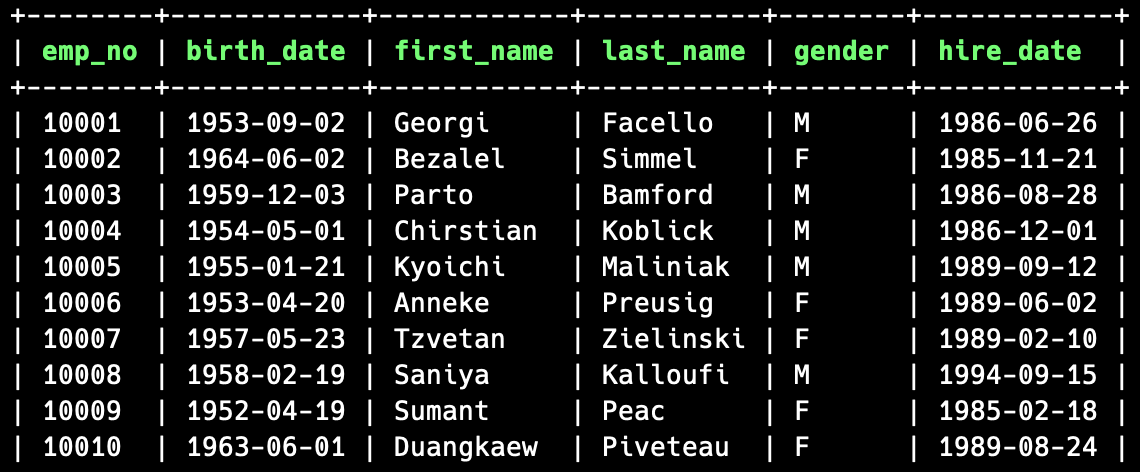 +--------+------------+------------+-----------+--------+------------+
| emp_no | birth_date | first_name | last_name | gender | hire_date  |
+--------+------------+------------+-----------+--------+------------+
| 10001  | 1953-09-02 | Georgi     | Facello   | M      | 1986-06-26 |
| 10002  | 1964-06-02 | Bezalel    | Simmel    | F      | 1985-11-21 |
| 10003  | 1959-12-03 | Parto      | Bamford   | M      | 1986-08-28 |
| 10004  | 1954-05-01 | Chirstian  | Koblick   | M      | 1986-12-01 |
| 10005  | 1955-01-21 | Kyoichi    | Maliniak  | M      | 1989-09-12 |
| 10006  | 1953-04-20 | Anneke     | Preusig   | F      | 1989-06-02 |
| 10007  | 1957-05-23 | Tzvetan    | Zielinski | F      | 1989-02-10 |
| 10008  | 1958-02-19 | Saniya     | Kalloufi  | M      | 1994-09-15 |
| 10009  | 1952-04-19 | Sumant     | Peac      | F      | 1985-02-18 |
| 10010  | 1963-06-01 | Duangkaew  | Piveteau  | F      | 1989-08-24 |